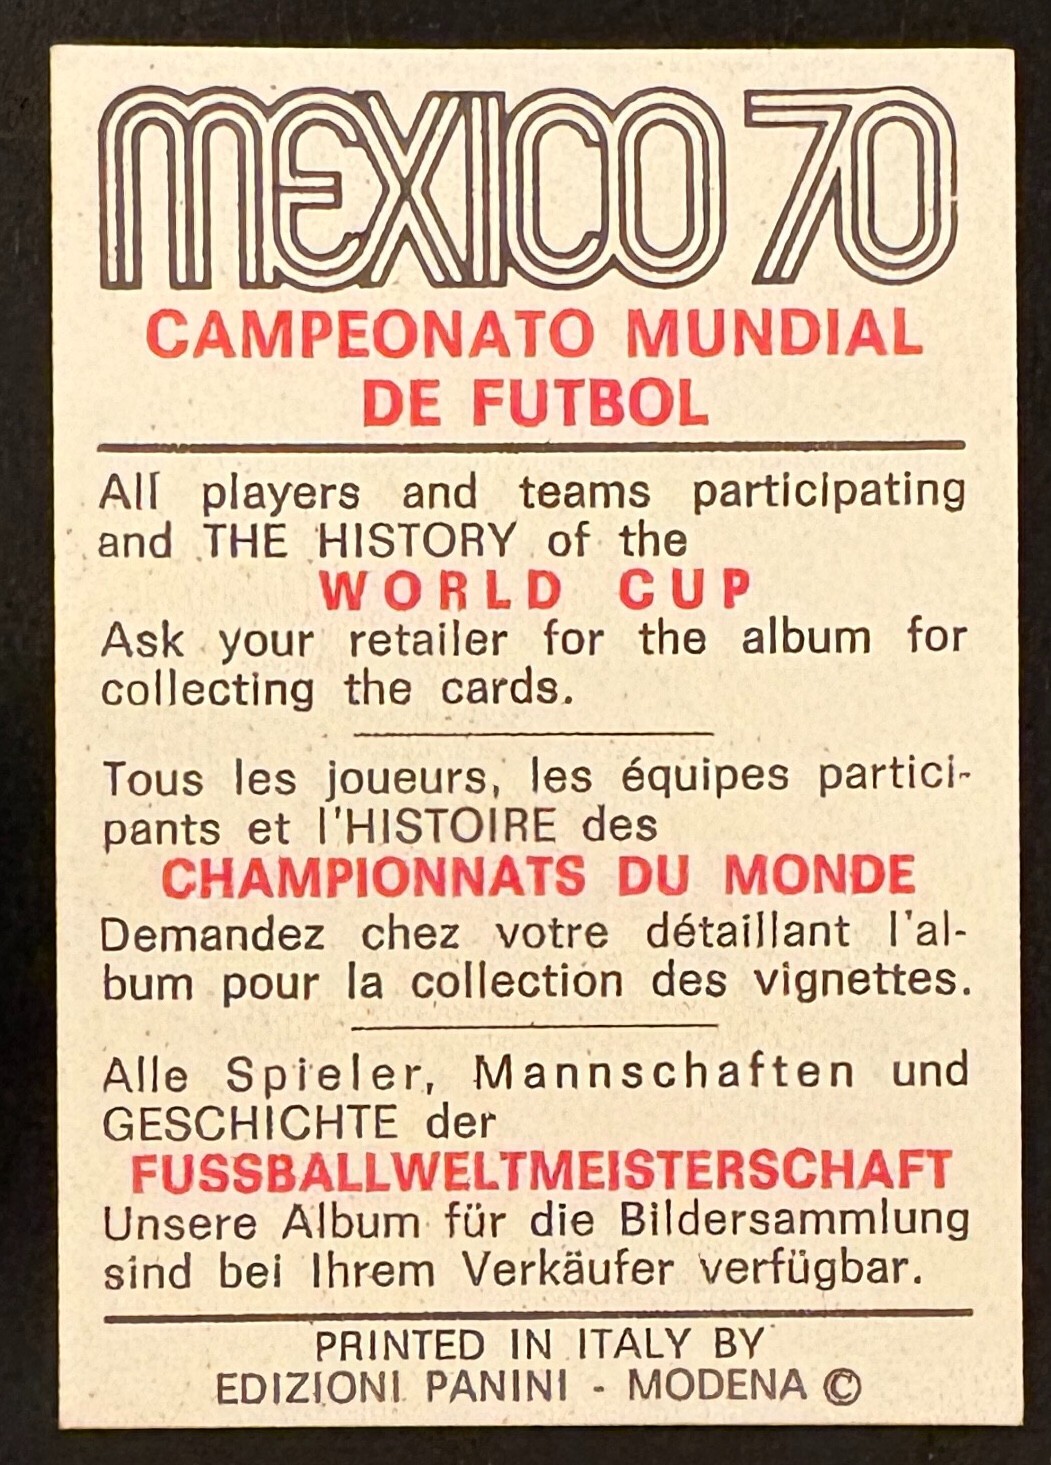 MEXICO 70
CAMPEONATO MUNDIAL
DE FUTBOL
All players and teams participating
and THE HISTORY of the
WORLD CUP
Ask your retailer for the album for
collecting the cards.
Tous les joueurs, les équipes partici-
pants et l'HISTOIRE des
CHAMPIONNATS DU MONDE
Demandez chez votre détaillant l'al-
bum pour la collection des vignettes.
Alle Spieler, Mannschaften und
GESCHICHTE der
FUSSBALLWELTMEISTERSCHAFT
Unsere Album für die Bildersammlung
sind bei Ihrem Verkäufer verfügbar.
PRINTED IN ITALY BY
EDIZIONI PANINI - MODENA ©